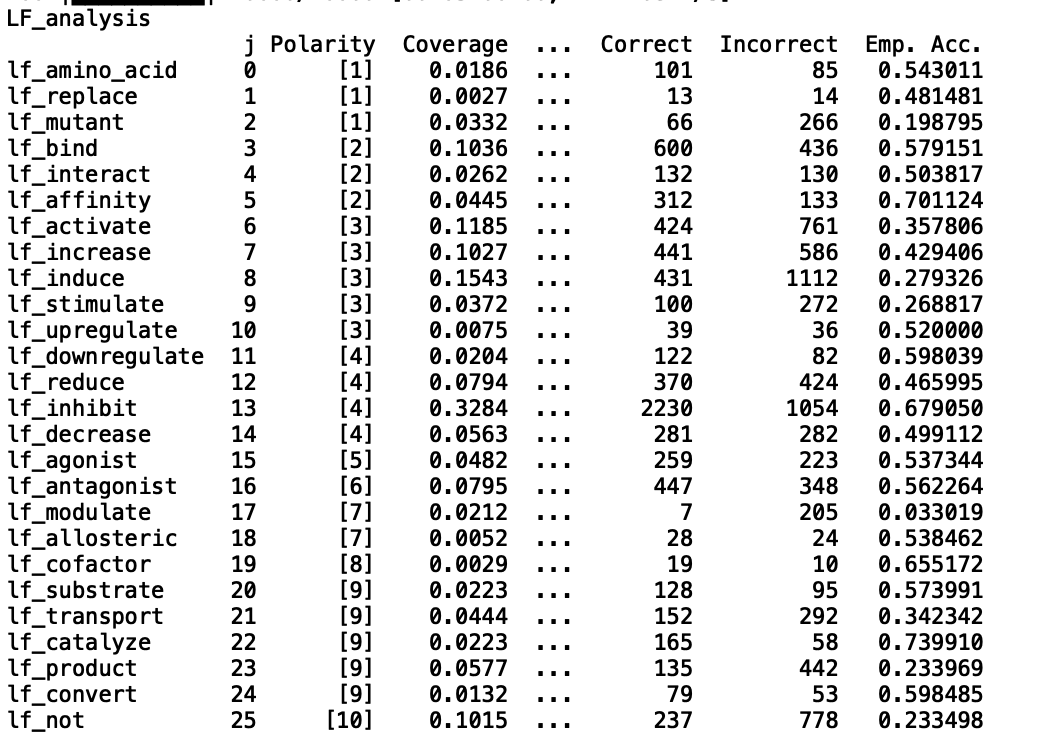 LF_analysis
j Polarity Coverage ... Correct Incorrect Emp. Acc.
lf_amino_acid 0 [1] 0.0186 ... 101 85 0.543011
lf_replace 1 [1] 0.0027 ... 13 14 0.481481
lf_mutant 2 [1] 0.0332 ... 66 266 0.198795
lf_bind 3 [2] 0.1036 ... 600 436 0.579151
lf_interact 4 [2] 0.0262 ... 132 130 0.503817
lf_affinity 5 [2] 0.0445 ... 312 133 0.701124
lf_activate 6 [3] 0.1185 ... 424 761 0.357806
lf_increase 7 [3] 0.1027 ... 441 586 0.429406
lf_induce 8 [3] 0.1543 ... 431 1112 0.279326
lf_stimulate 9 [3] 0.0372 ... 100 272 0.268817
lf_upregulate 10 [3] 0.0075 ... 39 36 0.520000
lf_downregulate 11 [4] 0.0204 ... 122 82 0.598039
lf_reduce 12 [4] 0.0794 ... 370 424 0.465995
lf_inhibit 13 [4] 0.3284 ... 2230 1054 0.679050
lf_decrease 14 [4] 0.0563 ... 281 282 0.499112
lf_agonist 15 [5] 0.0482 ... 259 223 0.537344
lf_antagonist 16 [6] 0.0795 ... 447 348 0.562264
lf_modulate 17 [7] 0.0212 ... 7 205 0.033019
lf_allosteric 18 [7] 0.0052 ... 28 24 0.538462
lf_cofactor 19 [8] 0.0029 ... 19 10 0.655172
lf_substrate 20 [9] 0.0223 ... 128 95 0.573991
lf_transport 21 [9] 0.0444 ... 152 292 0.342342
lf_catalyze 22 [9] 0.0223 ... 165 58 0.739910
lf_product 23 [9] 0.0577 ... 135 442 0.233969
lf_convert 24 [9] 0.0132 ... 79 53 0.598485
lf_not 25 [10] 0.1015 ... 237 778 0.233498